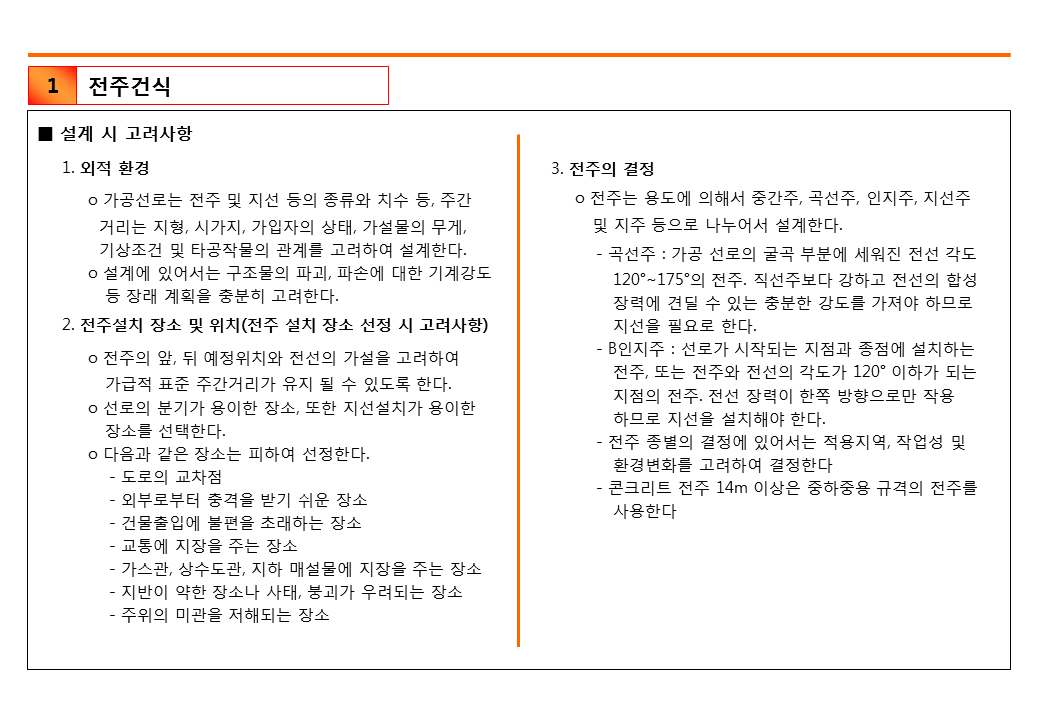 1 전주건식
■ 설계 시 고려사항
1. 외적 환경
o 가공선로는 전주 및 지선 등의 종류와 치수 등, 주간
거리는 지형, 시가지, 가입자의 상태, 가설물의 무게,
기상조건 및 타공작물의 관계를 고려하여 설계한다.
o 설계에 있어서는 구조물의 파괴, 파손에 대한 기계강도
등 장래 계획을 충분히 고려한다.
2. 전주설치 장소 및 위치(전주 설치 장소 선정 시 고려사항)
o 전주의 앞, 뒤 예정위치와 전선의 가설을 고려하여
가급적 표준 주간거리가 유지 될 수 있도록 한다.
o 선로의 분기가 용이한 장소, 또한 지선설치가 용이한
장소를 선택한다.
o 다음과 같은 장소는 피하여 선정한다.
- 도로의 교차점
- 외부로부터 충격을 받기 쉬운 장소
- 건물출입에 불편을 초래하는 장소
- 교통에 지장을 주는 장소
- 가스관, 상수도관, 지하 매설물에 지장을 주는 장소
- 지반이 약한 장소나 사태, 붕괴가 우려되는 장소
- 주위의 미관을 저해되는 장소
3. 전주의 결정
o 전주는 용도에 의해서 중간주, 곡선주, 인지주, 지선주
및 지주 등으로 나누어서 설계한다.
- 곡선주 : 가공 선로의 굴곡 부분에 세워진 전선 각도
120°~175°의 전주. 직선주보다 강하고 전선의 합성
장력에 견딜 수 있는 충분한 강도를 가져야 하므로
지선을 필요로 한다.
- B인지주 : 선로가 시작되는 지점과 종점에 설치하는
전주, 또는 전주와 전선의 각도가 120° 이하가 되는
지점의 전주. 전선 장력이 한쪽 방향으로만 작용
하므로 지선을 설치해야 한다.
- 전주 종별의 결정에 있어서는 적용지역, 작업성 및
환경변화를 고려하여 결정한다
- 콘크리트 전주 14m 이상은 중하중용 규격의 전주를
사용한다